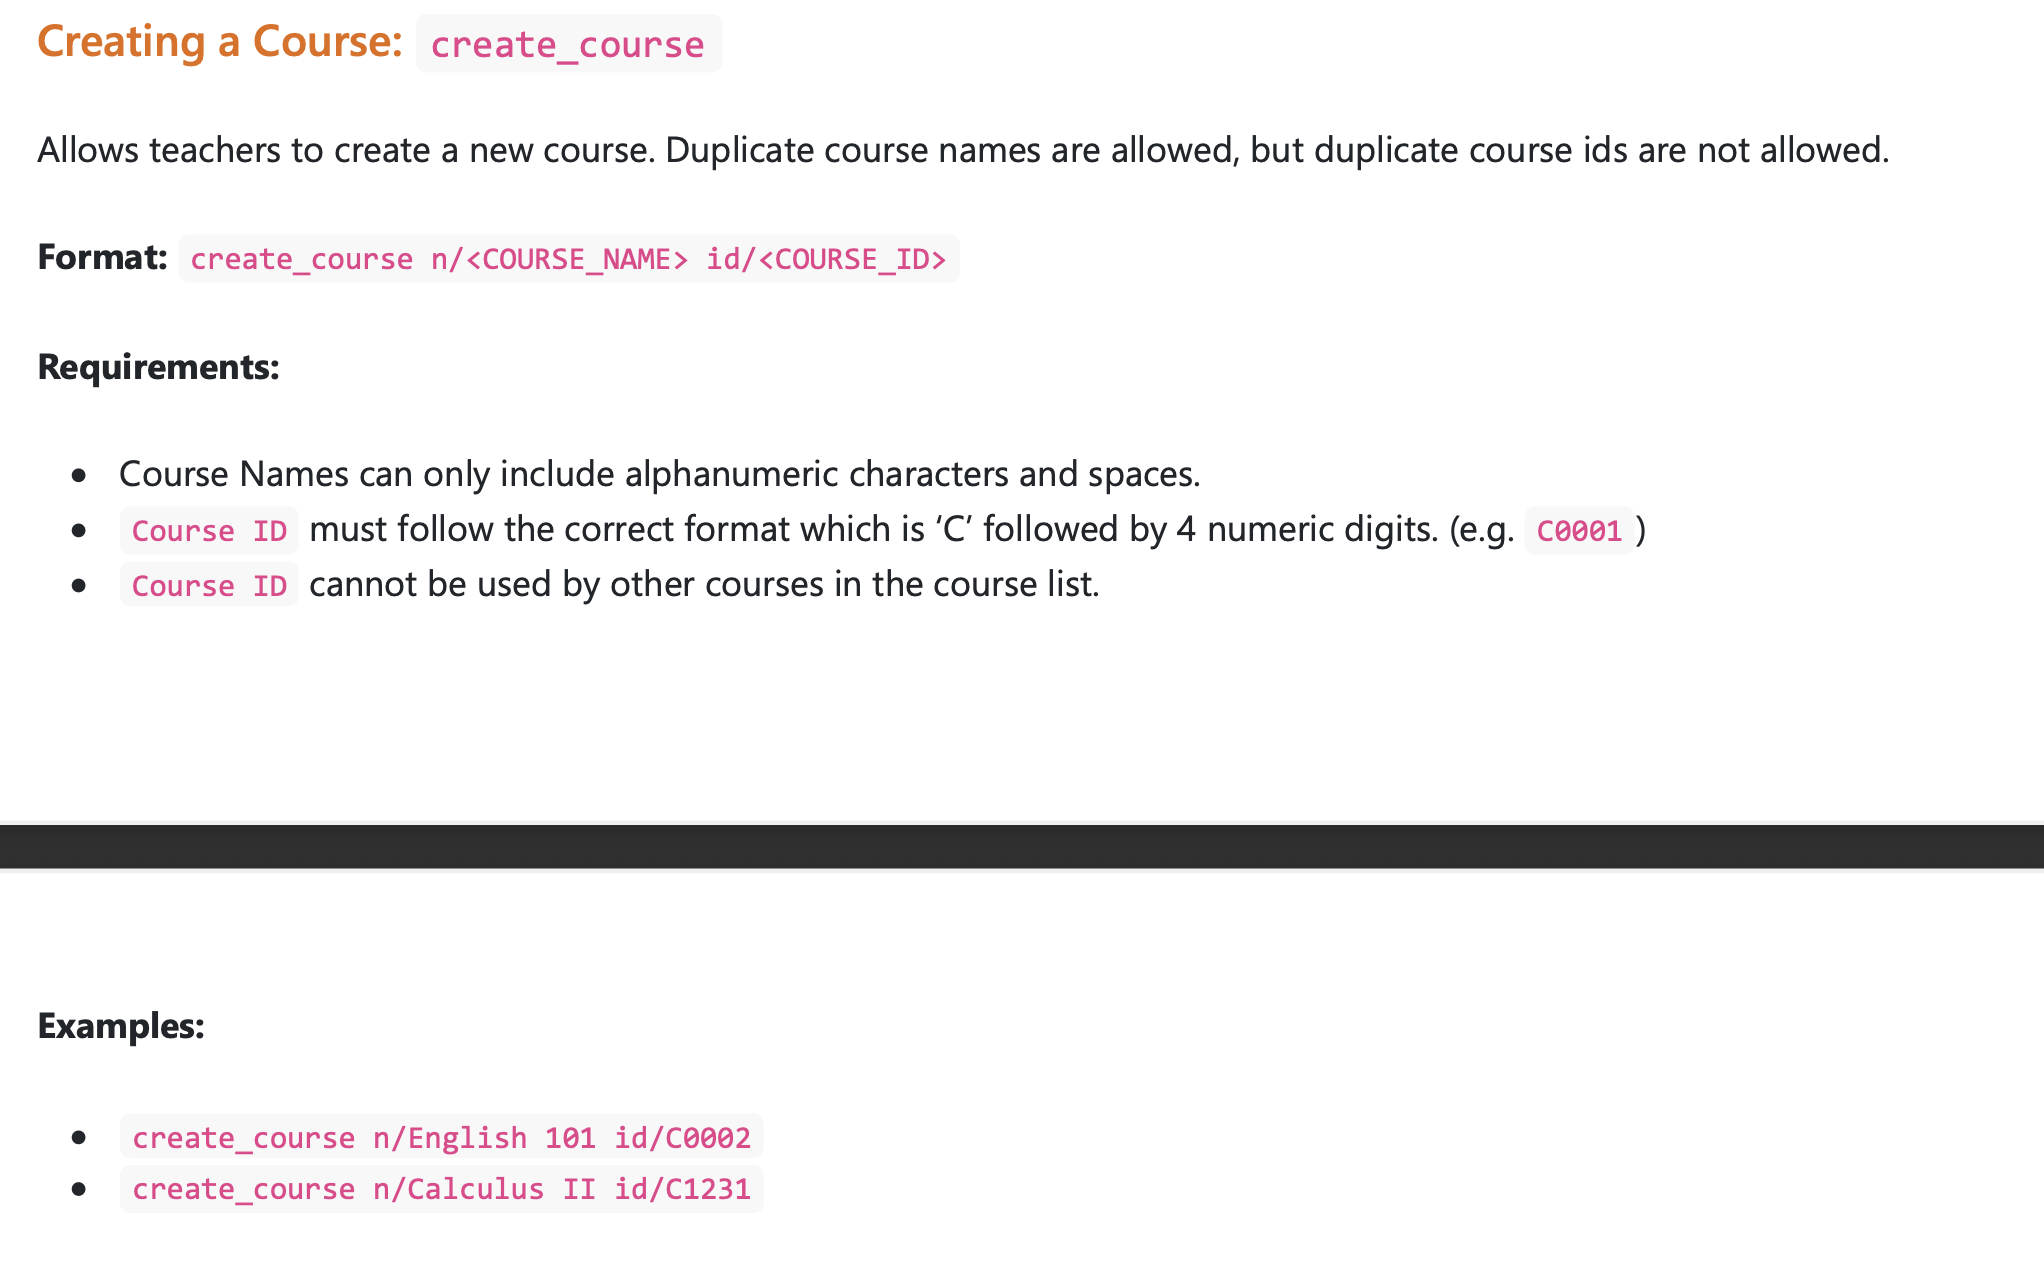 Creating a Course: create_course
Allows teachers to create a new course. Duplicate course names are allowed, but duplicate course ids are not allowed.
Format: create_course n/<COURSE_NAME> id/<COURSE_ID>
Requirements:
• Course Names can only include alphanumeric characters and spaces.
• Course ID must follow the correct format which is ‘C’ followed by 4 numeric digits. (e.g. C0001)
• Course ID cannot be used by other courses in the course list.
Examples:
• create_course n/English 101 id/C0002
• create_course n/Calculus II id/C1231